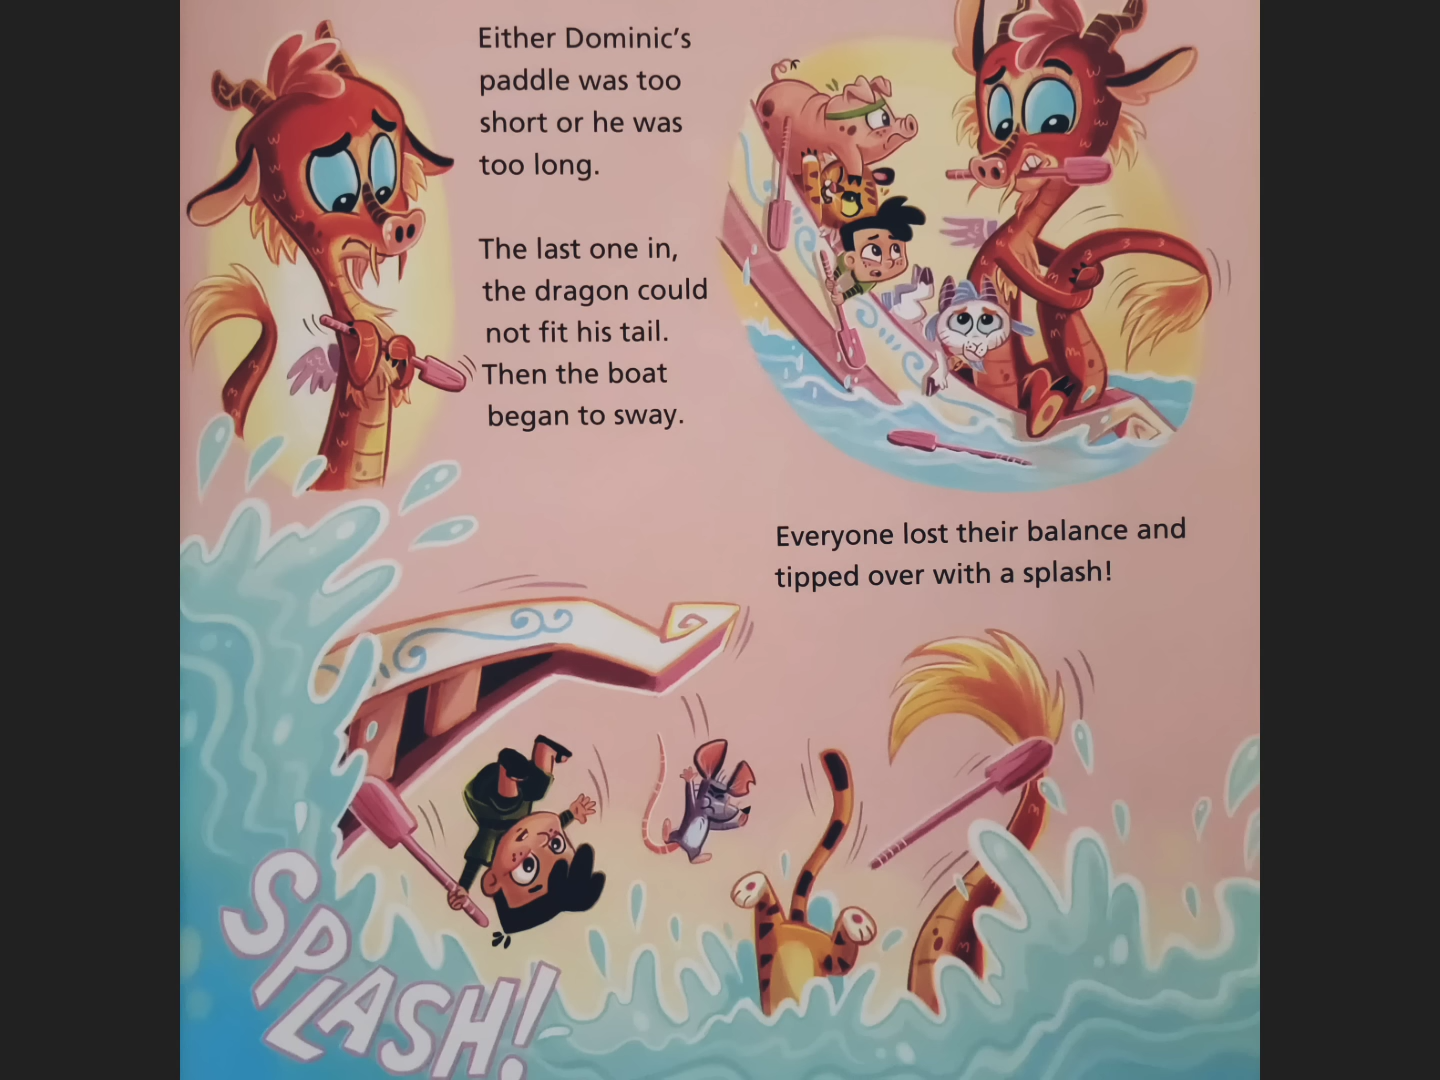 Either Dominic's
paddle was too
short or he was
too long.
The last one in,
the dragon could
not fit his tail.
Then the boat
began to sway.
Everyone lost their balance and
tipped over with a splash!
SPLASH!